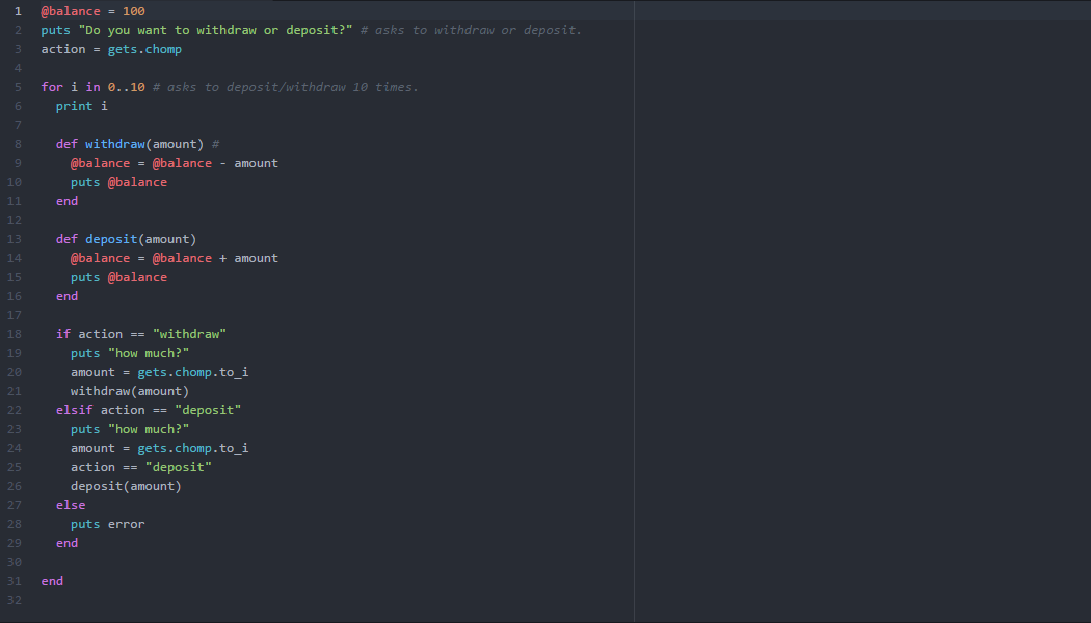 1 @balance = 100
2 puts "Do you want to withdraw or deposit?" # asks to withdraw or deposit.
3 action = gets.chomp
4
5 for i in 0..10 # asks to deposit/withdraw 10 times.
6   print i
7
8   def withdraw(amount) #
9     @balance = @balance - amount
10     puts @balance
11   end
12
13   def deposit(amount)
14     @balance = @balance + amount
15     puts @balance
16   end
17
18   if action == "withdraw"
19     puts "how much?"
20     amount = gets.chomp.to_i
21     withdraw(amount)
22   elsif action == "deposit"
23     puts "how much?"
24     amount = gets.chomp.to_i
25     action == "deposit"
26     deposit(amount)
27   else
28     puts error
29   end
30
31 end
32